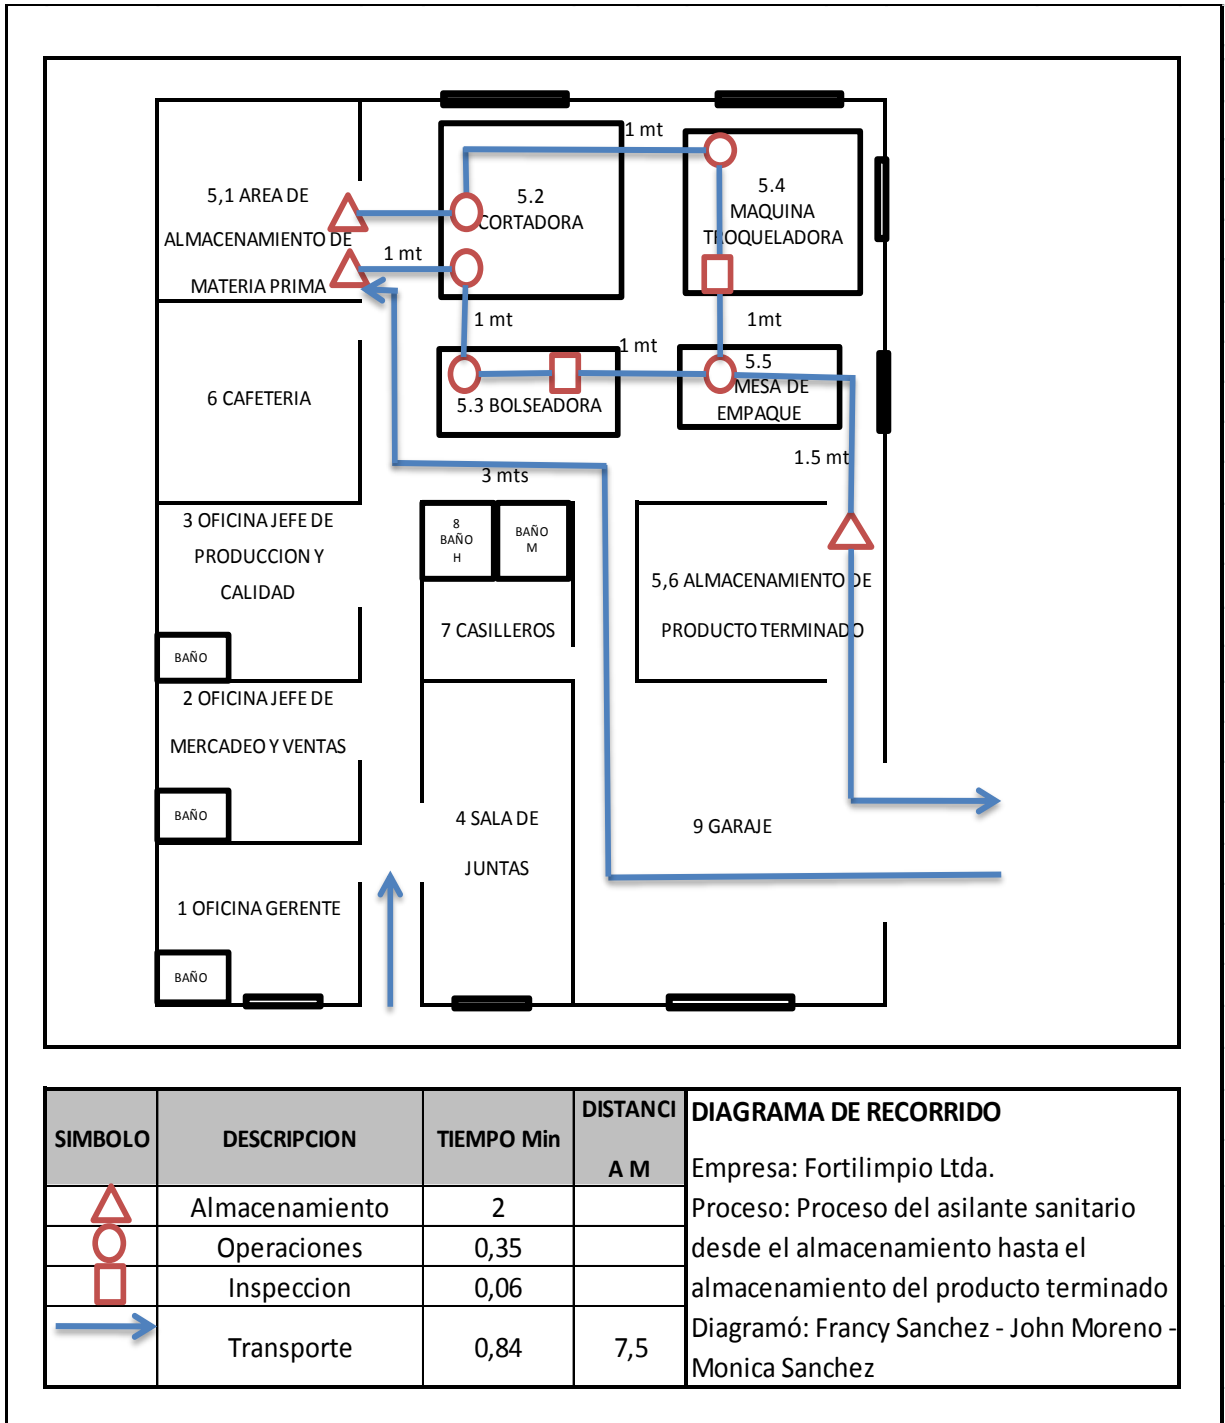 1 mt
5,1 AREA DE
ALMACENAMIENTO DE
MATERIA PRIMA
5.2
CORTADORA
5.4
MAQUINA
TROQUELADORA
1 mt
1 mt
1 mt
1mt
5.3 BOLSEADORA
5.5
MESA DE
EMPAQUE
6 CAFETERIA
1.5 mt
3 mts
3 OFICINA JEFE DE
PRODUCCION Y
CALIDAD
BAÑO
8
BAÑO
H
BAÑO
M
7 CASILLEROS
5,6 ALMACENAMIENTO DE
PRODUCTO TERMINADO
2 OFICINA JEFE DE
MERCADEO Y VENTAS
BAÑO
4 SALA DE
JUNTAS
9 GARAJE
1 OFICINA GERENTE
BAÑO
SIMBOLO
DESCRIPCION
TIEMPO Min
DISTANCI
A M
Almacenamiento
2
Operaciones
0,35
Inspeccion
0,06
Transporte
0,84
7,5
DIAGRAMA DE RECORRIDO
Empresa: Fortilimpio Ltda.
Proceso: Proceso del asilante sanitario
desde el almacenamiento hasta el
almacenamiento del producto terminado
Diagramó: Francy Sanchez - John Moreno -
Monica Sanchez